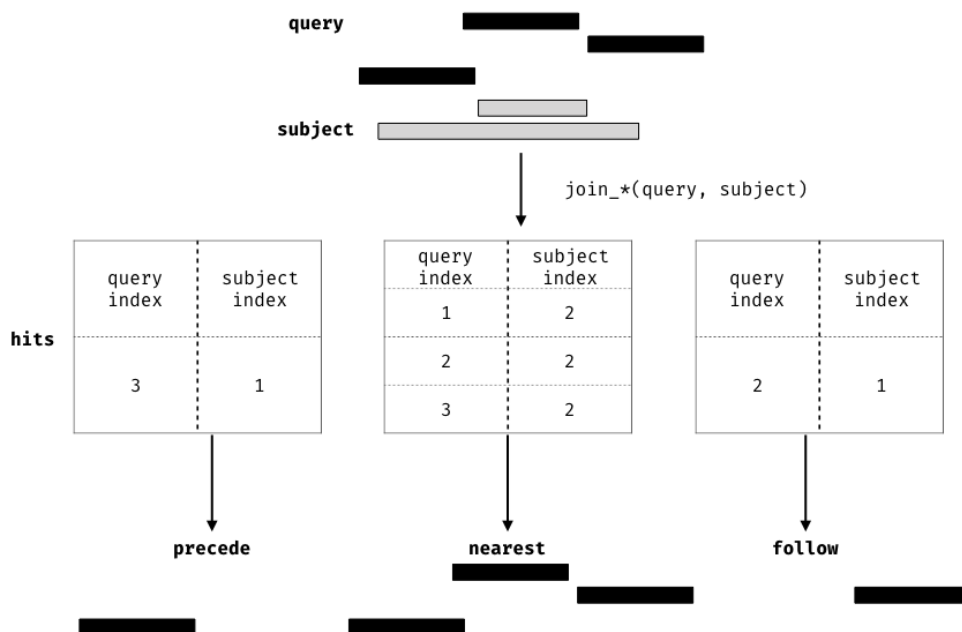 query
subject
join_*(query, subject)
query subject query subject query subject
index index index index index index
1 2
hits
3 1 2 2 2 1
3 2
precede nearest follow